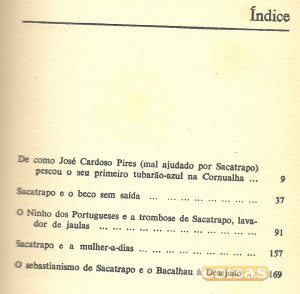 Índice
De como José Cardoso Pires (mal ajudado por Sacatrapo)
pescou o seu primeiro tubarão-azul na Cornualha ... 9
Sacatrapo e o beco sem saída ... ... ... ... ... ... 37
O Ninho dos Portugueses e a trombose de Sacatrapo, lava-
dor de jaulas ... ... ... ... ... ... ... ... ... 91
Sacatrapo e a mulher-a-dias ... ... ... ... ... ... 157
O sebastianismo de Sacatrapo e o Bacalhau à Desejado ... 169